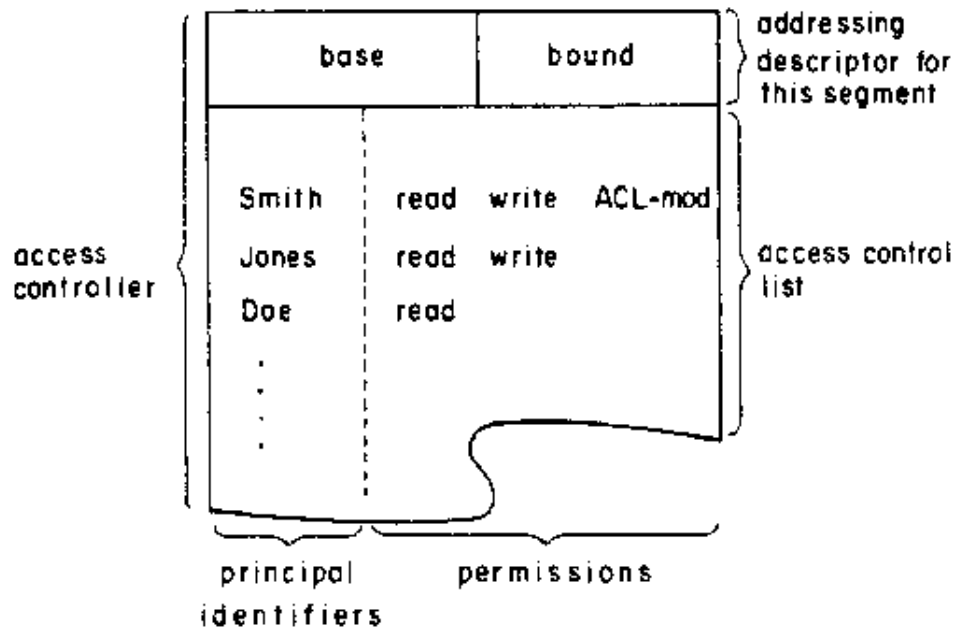 base
bound
addressing
descriptor for
this segment
Smith read write ACL-mod
Jones read write
Doe read
access
controller
access control
list
principal
identifiers
permissions